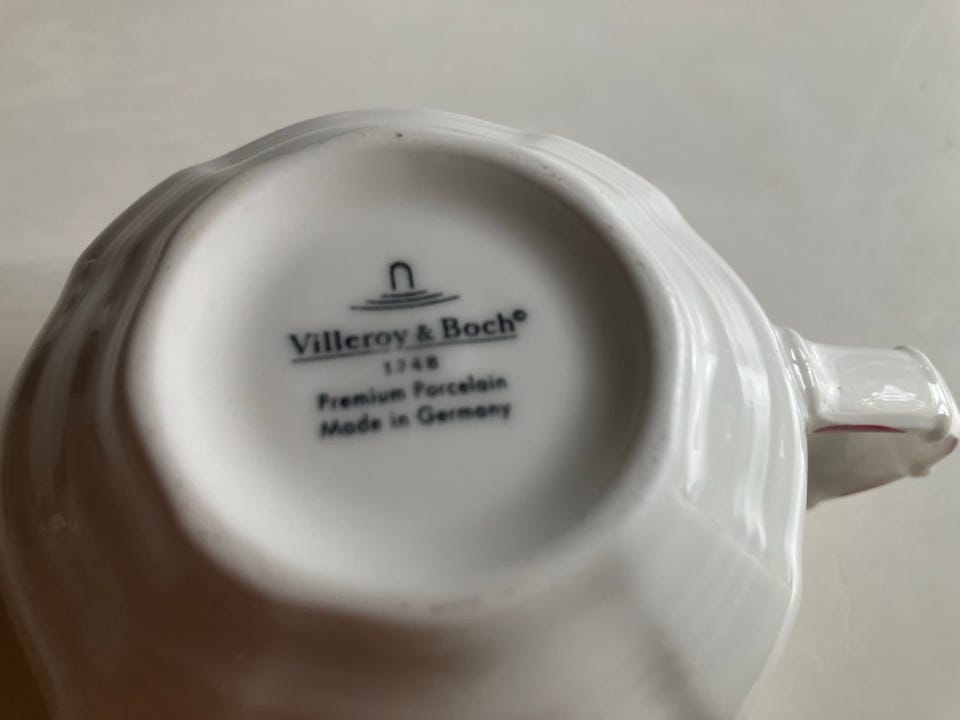 Villeroy & Boch©
1748
Premium Porcelain
Made in Germany